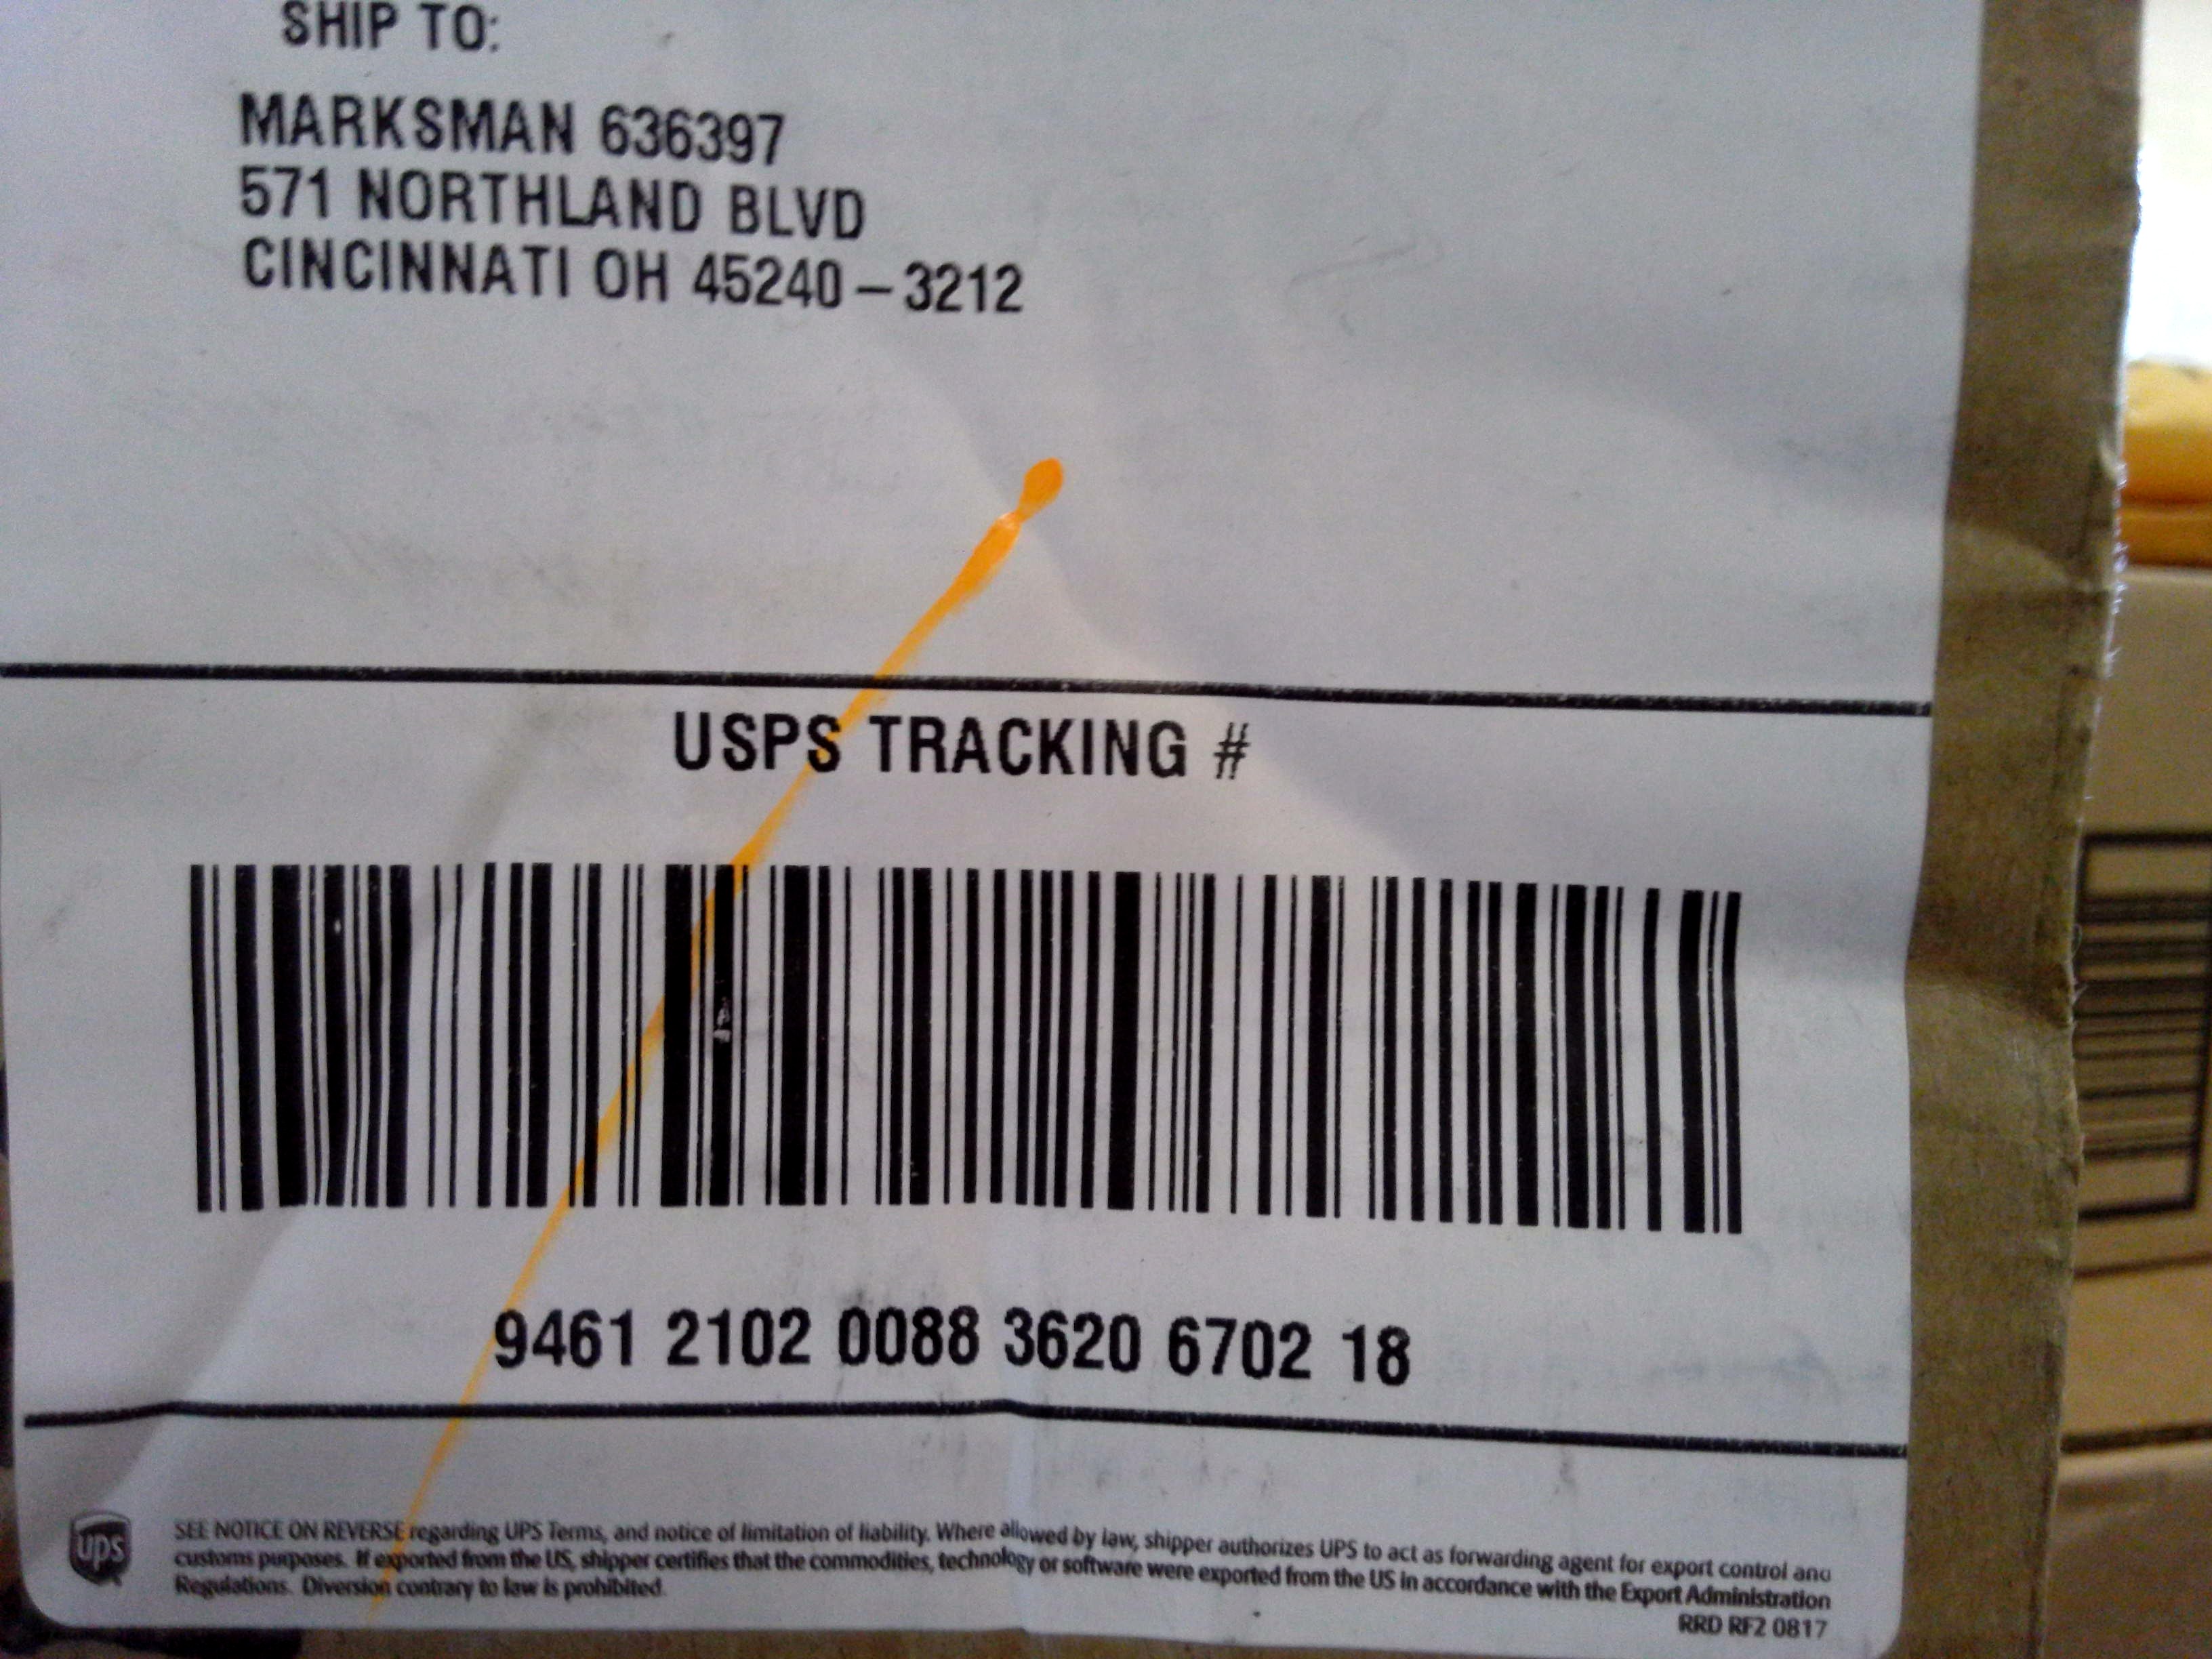 SHIP TO:
MARKSMAN 636397
571 NORTHLAND BLVD
CINCINNATI OH 45240-3212
USPS TRACKING #
9461 2102 0088 3620 6702 18
ups
SEE NOTICE ON REVERSE regarding UPS Terms, and notice of limitation of liability. Where allowed by law, shipper authorizes UPS to act as forwarding agent for export control and
customs purposes. If exported from the US, shipper certifies that the commodities, technology or software were exported from the US in accordance with the Export Administration
Regulations. Diversion contrary to law is prohibited.
RRD RF2 0817